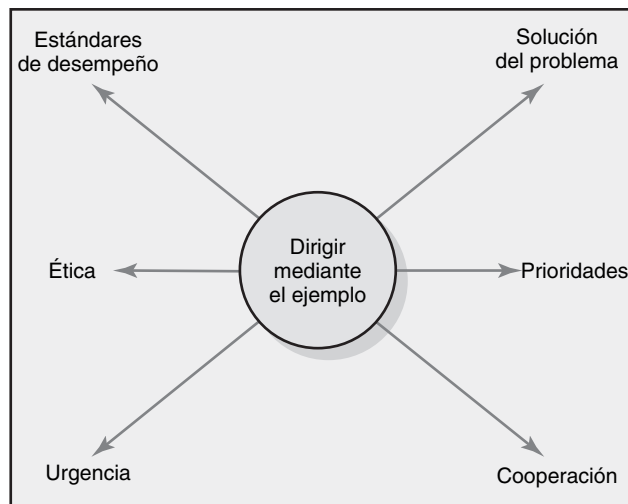 Estándares
de desempeño
Solución
del problema
Dirigir
mediante
el ejemplo
Ética
Prioridades
Urgencia
Cooperación